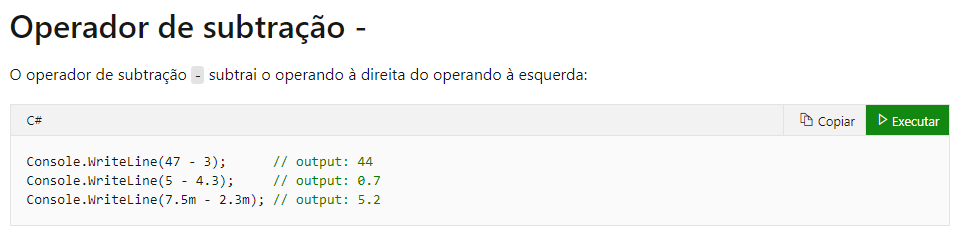 Operador de subtração -
O operador de subtração - subtrai o operando à direita do operando à esquerda:
C# Copiar Executar
Console.WriteLine(47 - 3);      // output: 44
Console.WriteLine(5 - 4.3);     // output: 0.7
Console.WriteLine(7.5m - 2.3m); // output: 5.2